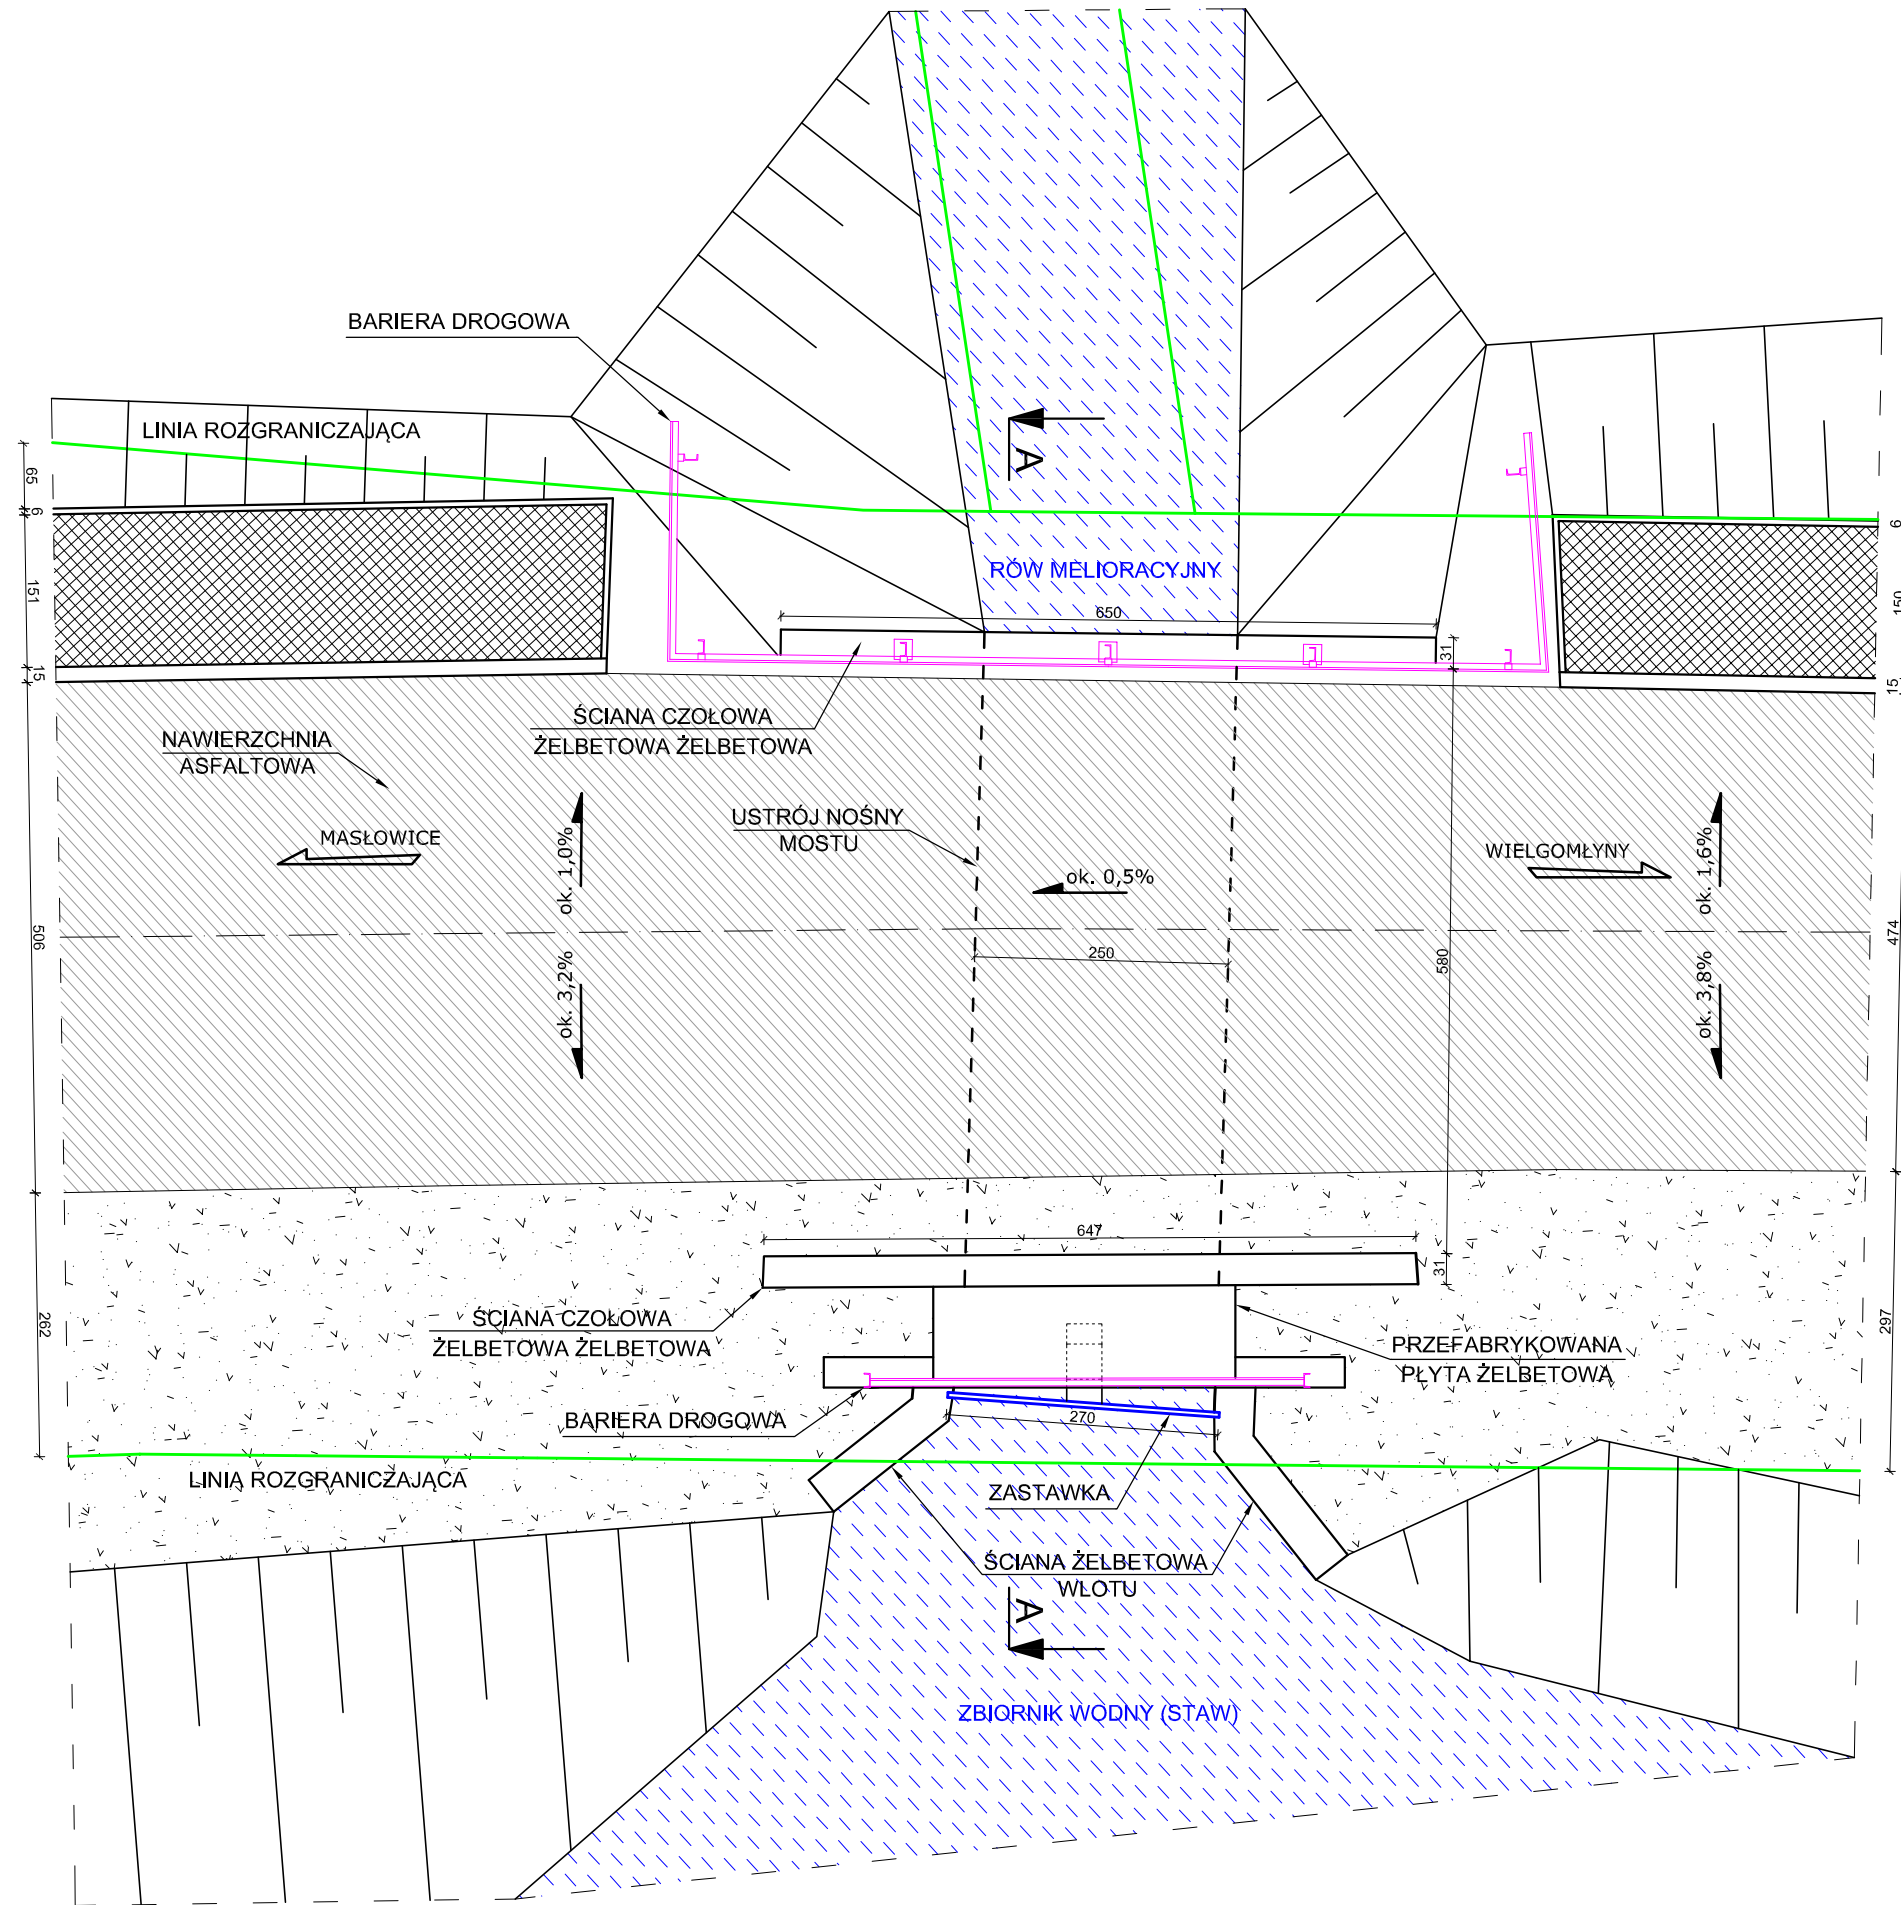 BARIERA DROGOWA
LINIA ROZGRANICZAJĄCA
A
65
6
151
15
RÓW MELIORACYJNY
650
31
6
150
15
ŚCIANA CZOŁOWA
ŻELBETOWA ŻELBETOWA
NAWIERZCHNIA
ASFALTOWA
MASŁOWICE
ok. 1,0%
USTRÓJ NOŚNY
MOSTU
ok. 0,5%
WIELGOMŁYNY
ok. 1,6%
506
ok. 3,2%
250
580
ok. 3,8%
474
647
31
262
ŚCIANA CZOŁOWA
ŻELBETOWA ŻELBETOWA
PRZEFABRYKOWANA
PŁYTA ŻELBETOWA
297
BARIERA DROGOWA
270
LINIA ROZGRANICZAJĄCA
ZASTAWKA
ŚCIANA ŻELBETOWA
WLOTU
A
ZBIORNIK WODNY (STAW)